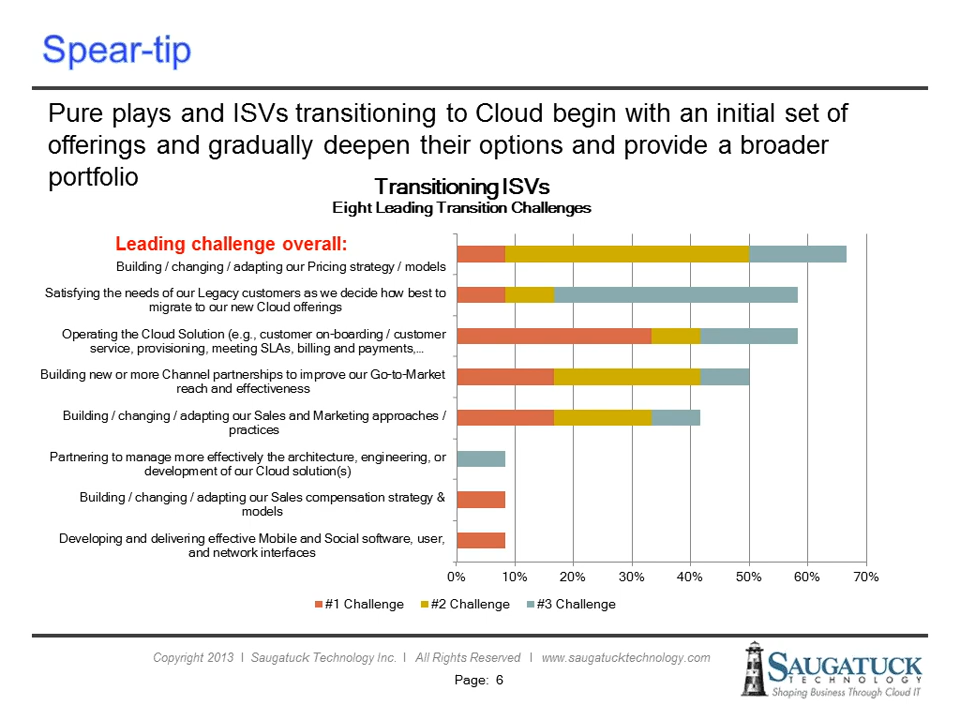 Spear-tip
Pure plays and ISVs transitioning to Cloud begin with an initial set of
offerings and gradually deepen their options and provide a broader
portfolio
Transitioning ISVs
Eight Leading Transition Challenges
Leading challenge overall:
Building / changing / adapting our Pricing strategy / models
Satisfying the needs of our Legacy customers as we decide how best to
migrate to our new Cloud offerings
Operating the Cloud Solution (e.g., customer on-boarding / customer
service, provisioning, meeting SLAs, billing and payments,...
Building new or more Channel partnerships to improve our Go-to-Market
reach and effectiveness
Building / changing / adapting our Sales and Marketing approaches /
practices
Partnering to manage more effectively the architecture, engineering, or
development of our Cloud solution(s)
Building / changing / adapting our Sales compensation strategy &
models
Developing and delivering effective Mobile and Social software, user,
and network interfaces
0% 10% 20% 30% 40% 50% 60% 70%
#1 Challenge #2 Challenge #3 Challenge
Copyright 2013 | Saugatuck Technology Inc. | All Rights Reserved | www.saugatucktechnology.com
Page: 6
SAUGATUCK
TECHNOLOGY
Shaping Business Through Cloud IT